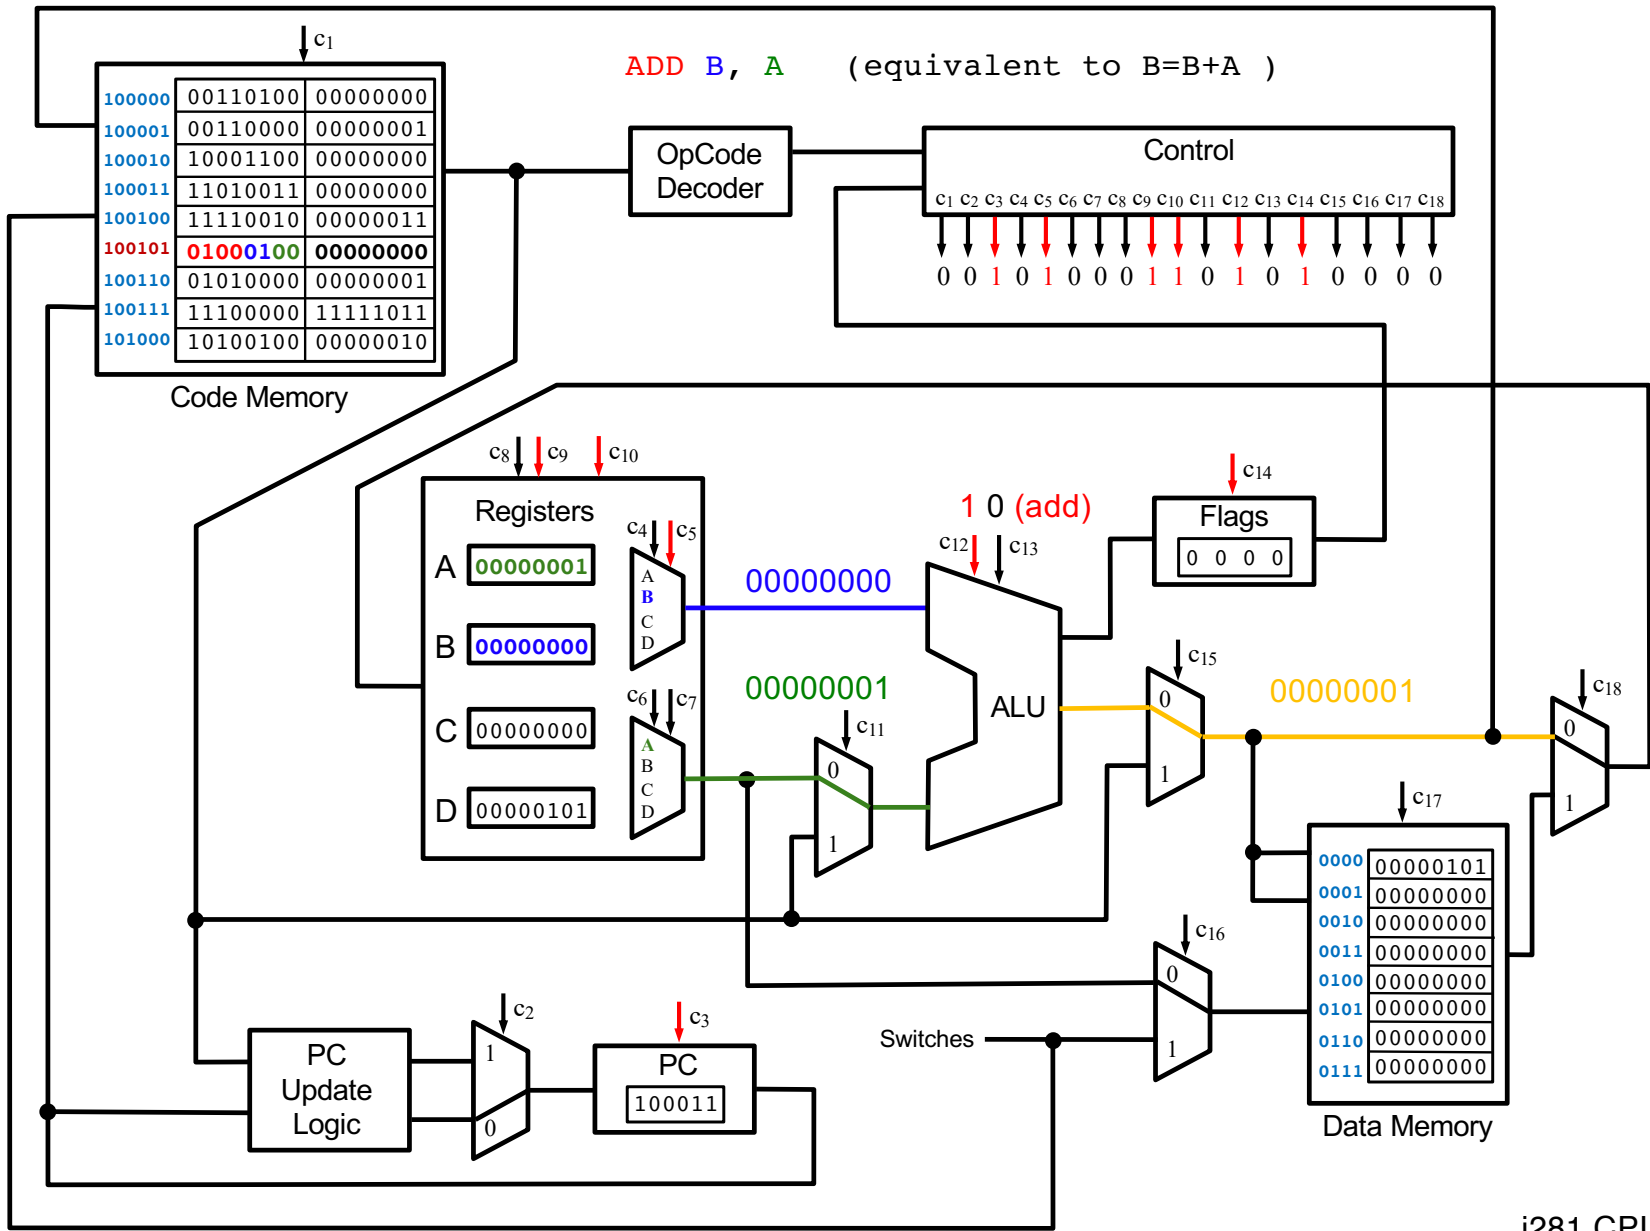 c1
ADD B, A (equivalent to B=B+A )
100000 00110100 00000000
100001 00110000 00000001
100010 10001100 00000000
100011 11010011 00000000
100100 11110010 00000011
100101 01000100 00000000
100110 01010000 00000001
100111 11100000 11111011
101000 10100100 00000010
Code Memory
OpCode
Decoder
Control
c1 c2 c3 c4 c5 c6 c7 c8 c9 c10 c11 c12 c13 c14 c15 c16 c17 c18
0 0 1 0 1 0 0 0 1 1 0 1 0 1 0 0 0 0
c8 c9 c10
Registers
A 00000001
B 00000000
C 00000000
D 00000101
c4 c5
A
B
C
D
c6 c7
A
B
C
D
00000000
00000001
c11
0
1
1 0 (add)
c12 c13
ALU
c14
Flags
0 0 0 0
c15
0
1
00000001
c18
0
1
c17
0000 00000101
0001 00000000
0010 00000000
0011 00000000
0100 00000000
0101 00000000
0110 00000000
0111 00000000
Data Memory
c16
0
1
Switches
PC
Update
Logic
c2
1
0
c3
PC
100011
i281 CPU